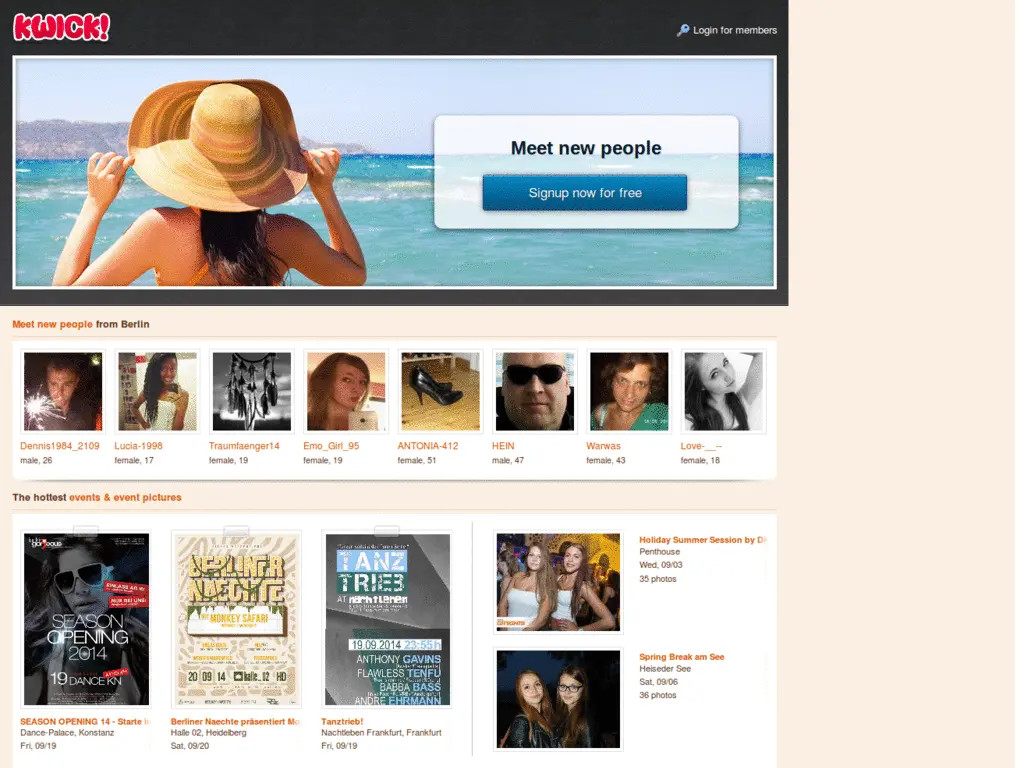 KWICK!
Login for members
Meet new people
Signup now for free
Meet new people from Berlin
Dennis1984_2109
male, 26
Lucia-1998
female, 17
Traumfaenger14
female, 19
Emo_Girl_95
female, 19
ANTONIA-412
female, 51
HEIN
male, 47
Warwas
female, 43
Love-__--
female, 18
The hottest events & event pictures
SEASON
OPENING
2014
19 DANCE KN
SEASON OPENING 14 - Starte
Dance-Palace, Konstanz
Fri, 09/19
BERLINER
NAECHTE
MONKEY SAFARI
20 09 14 halle_02 HD
Berliner Naechte präsentiert Mo
Halle 02, Heidelberg
Sat, 09/20
TANZ
TRIEB
AT nachtleben
19.09.2014 23:55h
ANTHONY GAVINS
FLAWLESS TENFU
BABBA BASS
ANDRE EHRMANN
Tanztrieb!
Nachtleben Frankfurt, Frankfurt
Fri, 09/19
Holiday Summer Session by
Penthouse
Wed, 09/03
35 photos
Spring Break am See
Heiseder See
Sat, 09/06
36 photos